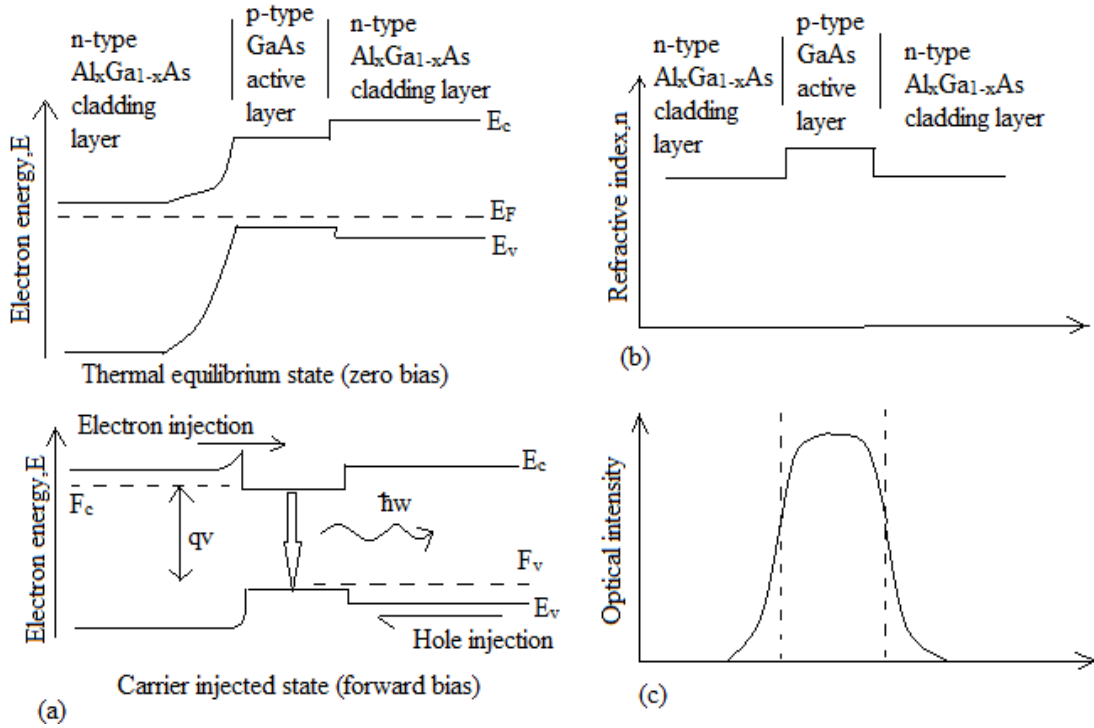 n-type
AlxGa1-xAs
cladding
layer
p-type
GaAs
active
layer
n-type
AlxGa1-xAs
cladding layer
Electron energy,E
Ec
EF
Ev
Thermal equilibrium state (zero bias)
Electron injection
Electron energy,E
Ec
Fc
qv
ħw
Fv
Ev
Hole injection
Carrier injected state (forward bias)
(a)
n-type
AlxGa1-xAs
cladding
layer
p-type
GaAs
active
layer
n-type
AlxGa1-xAs
cladding layer
Refractive index,n
(b)
Optical intensity
(c)